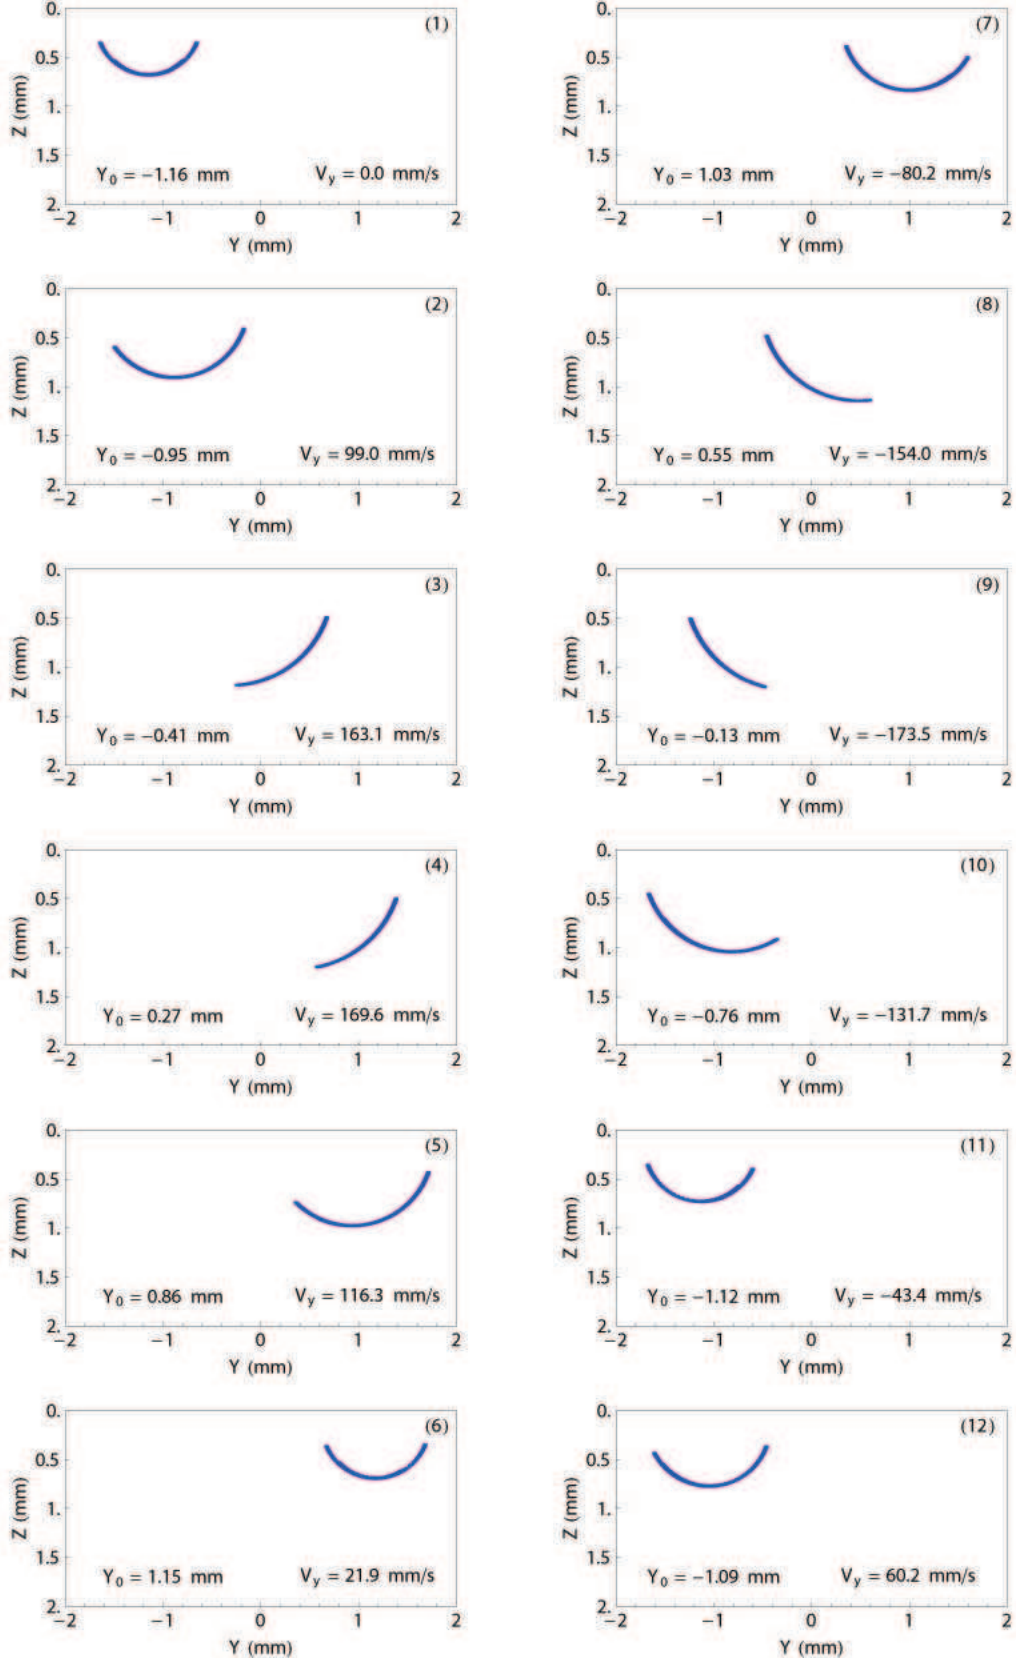 0.
(1)
0.5
Z (mm)
1.
1.5
Y0 = −1.16 mm
Vy = 0.0 mm/s
2.
−2 −1 0 1 2
Y (mm)
0.
(2)
0.5
Z (mm)
1.
1.5
Y0 = −0.95 mm
Vy = 99.0 mm/s
2.
−2 −1 0 1 2
Y (mm)
0.
(3)
0.5
Z (mm)
1.
1.5
Y0 = −0.41 mm
Vy = 163.1 mm/s
2.
−2 −1 0 1 2
Y (mm)
0.
(4)
0.5
Z (mm)
1.
1.5
Y0 = 0.27 mm
Vy = 169.6 mm/s
2.
−2 −1 0 1 2
Y (mm)
0.
(5)
0.5
Z (mm)
1.
1.5
Y0 = 0.86 mm
Vy = 116.3 mm/s
2.
−2 −1 0 1 2
Y (mm)
0.
(6)
0.5
Z (mm)
1.
1.5
Y0 = 1.15 mm
Vy = 21.9 mm/s
2.
−2 −1 0 1 2
Y (mm)
0.
(7)
0.5
Z (mm)
1.
1.5
Y0 = 1.03 mm
Vy = −80.2 mm/s
2.
−2 −1 0 1 2
Y (mm)
0.
(8)
0.5
Z (mm)
1.
1.5
Y0 = 0.55 mm
Vy = −154.0 mm/s
2.
−2 −1 0 1 2
Y (mm)
0.
(9)
0.5
Z (mm)
1.
1.5
Y0 = −0.13 mm
Vy = −173.5 mm/s
2.
−2 −1 0 1 2
Y (mm)
0.
(10)
0.5
Z (mm)
1.
1.5
Y0 = −0.76 mm
Vy = −131.7 mm/s
2.
−2 −1 0 1 2
Y (mm)
0.
(11)
0.5
Z (mm)
1.
1.5
Y0 = −1.12 mm
Vy = −43.4 mm/s
2.
−2 −1 0 1 2
Y (mm)
0.
(12)
0.5
Z (mm)
1.
1.5
Y0 = −1.09 mm
Vy = 60.2 mm/s
2.
−2 −1 0 1 2
Y (mm)